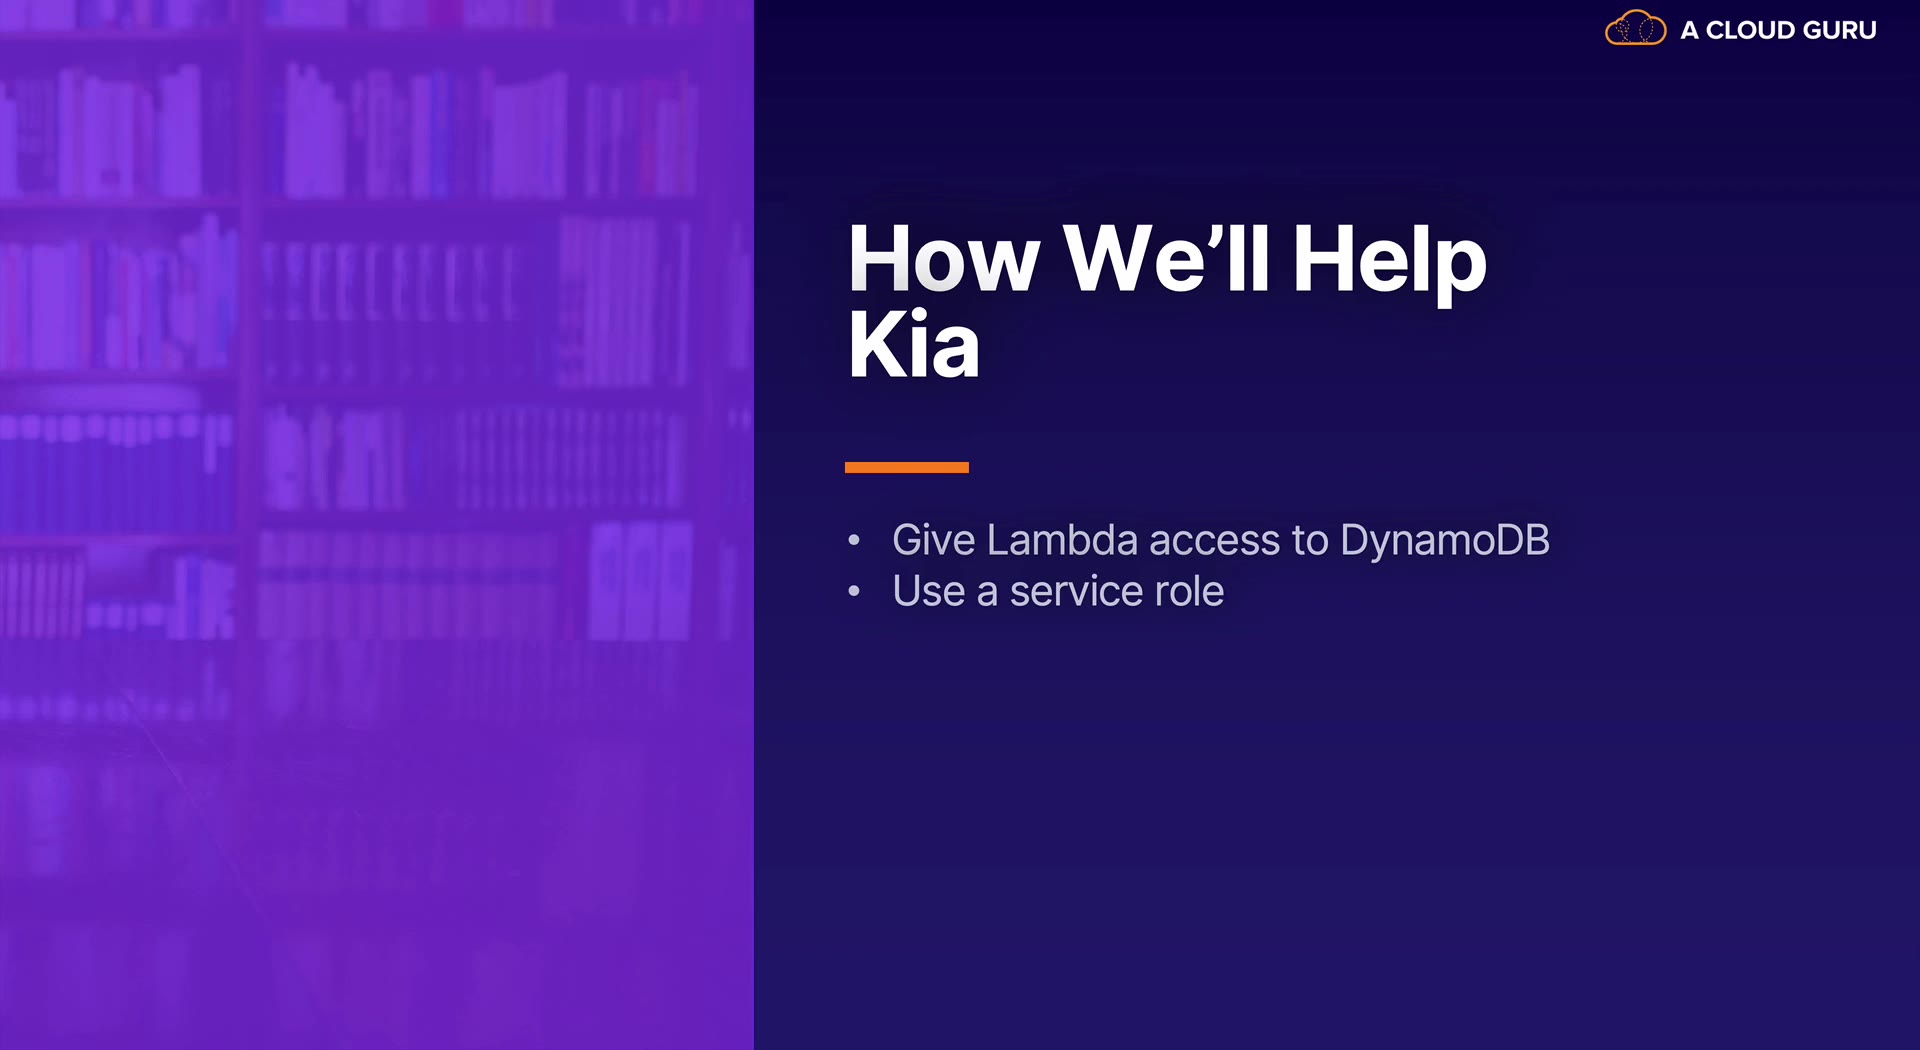 A CLOUD GURU
How We’ll Help
Kia
• Give Lambda access to DynamoDB
• Use a service role